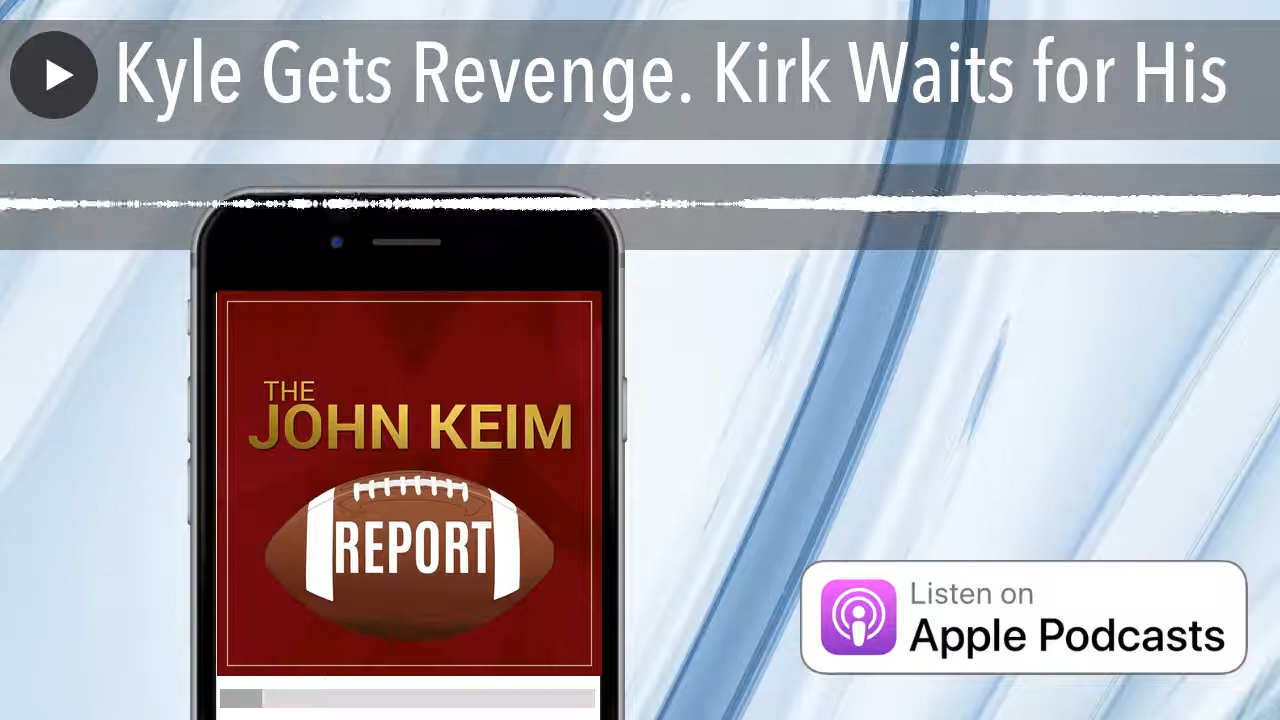 Kyle Gets Revenge. Kirk Waits for His
THE
JOHN KEIM
REPORT
Listen on
Apple Podcasts